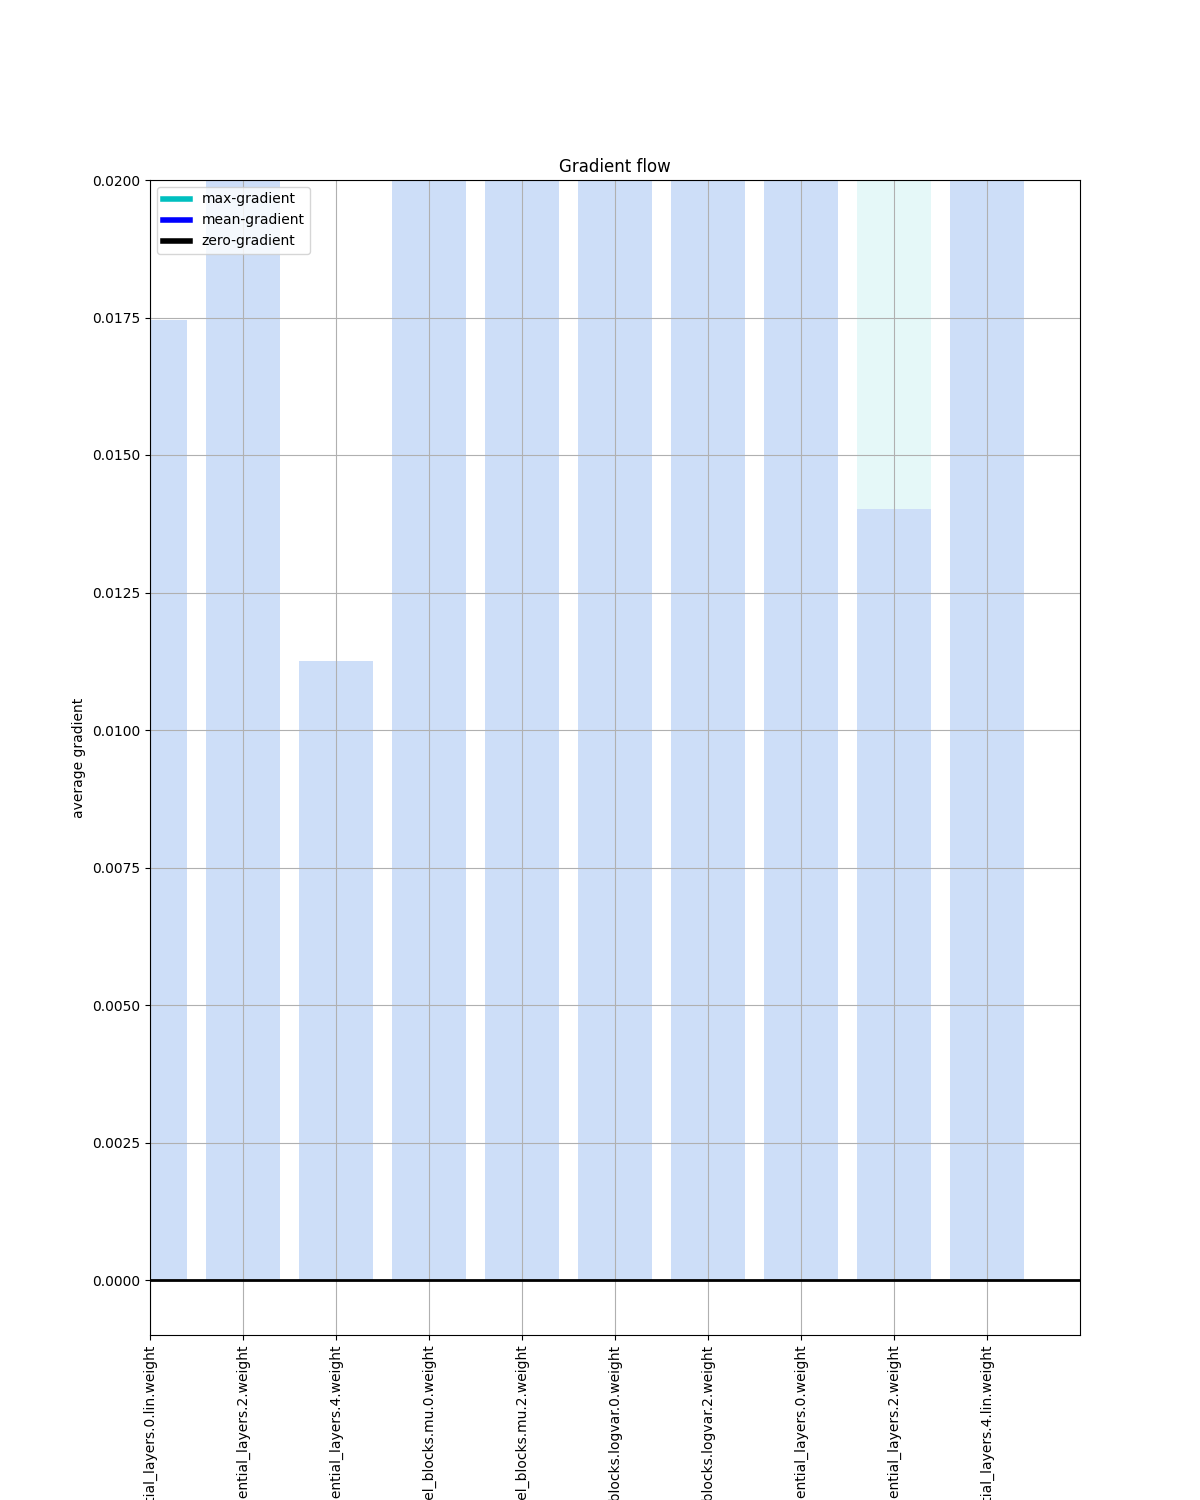 Gradient flow
max-gradient
mean-gradient
zero-gradient
0.0200
0.0175
0.0150
0.0125
0.0100
0.0075
0.0050
0.0025
0.0000
average gradient
tial_layers.0.lin.weight
ential_layers.2.weight
ential_layers.4.weight
el_blocks.mu.0.weight
el_blocks.mu.2.weight
blocks.logvar.0.weight
blocks.logvar.2.weight
ential_layers.0.weight
ential_layers.2.weight
tial_layers.4.lin.weight